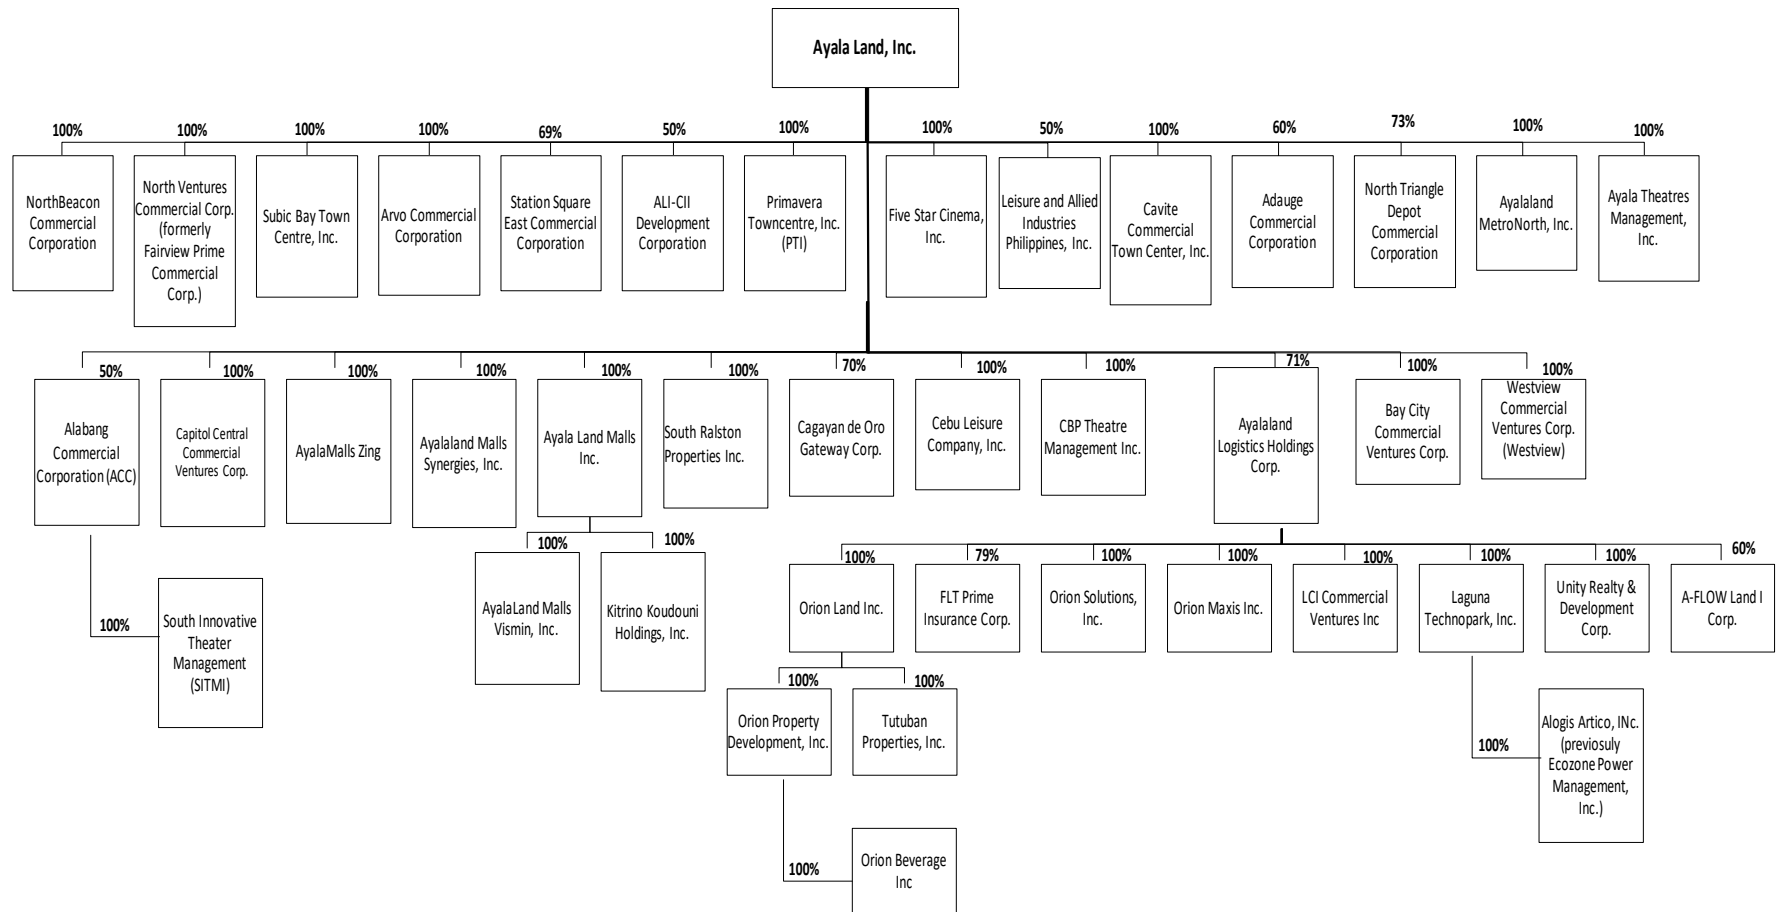 Ayala Land, Inc.
100%
100%
100%
100%
69%
50%
100%
100%
50%
100%
60%
73%
100%
100%
NorthBeacon
Commercial
Corporation
North Ventures
Commercial Corp.
(formerly
Fairview Prime
Commercial
Corp.)
Subic Bay Town
Centre, Inc.
Arvo Commercial
Corporation
Station Square
East Commercial
Corporation
ALI-CII
Development
Corporation
Primavera
Towncentre, Inc.
(PTI)
Five Star Cinema,
Inc.
Leisure and Allied
Industries
Philippines, Inc.
Cavite
Commercial
Town Center, Inc.
Adauge
Commercial
Corporation
North Triangle
Depot
Commercial
Corporation
Ayalaland
MetroNorth, Inc.
Ayala Theatres
Management,
Inc.
50%
100%
100%
100%
100%
100%
70%
100%
100%
71%
100%
100%
Alabang
Commercial
Corporation (ACC)
Capitol Central
Commercial
Ventures Corp.
AyalaMalls Zing
Ayalaland Malls
Synergies, Inc.
Ayala Land Malls
Inc.
South Ralston
Properties Inc.
Cagayan de Oro
Gateway Corp.
Cebu Leisure
Company, Inc.
CBP Theatre
Management Inc.
Ayalaland
Logistics Holdings
Corp.
Bay City
Commercial
Ventures Corp.
Westview
Commercial
Ventures Corp.
(Westview)
100%
100%
100%
79%
100%
100%
100%
100%
100%
60%
AyalaLand Malls
Vismin, Inc.
Kitrino Koudouni
Holdings, Inc.
Orion Land Inc.
FLT Prime
Insurance Corp.
Orion Solutions,
Inc.
Orion Maxis Inc.
LCI Commercial
Ventures Inc
Laguna
Technopark, Inc.
Unity Realty &
Development
Corp.
A-FLOW Land I
Corp.
100%
South Innovative
Theater
Management
(SITMI)
100%
100%
Orion Property
Development, Inc.
Tutuban
Properties, Inc.
100%
Alogis Artico, INc.
(previosuly
Ecozone Power
Management,
Inc.)
100%
Orion Beverage
Inc